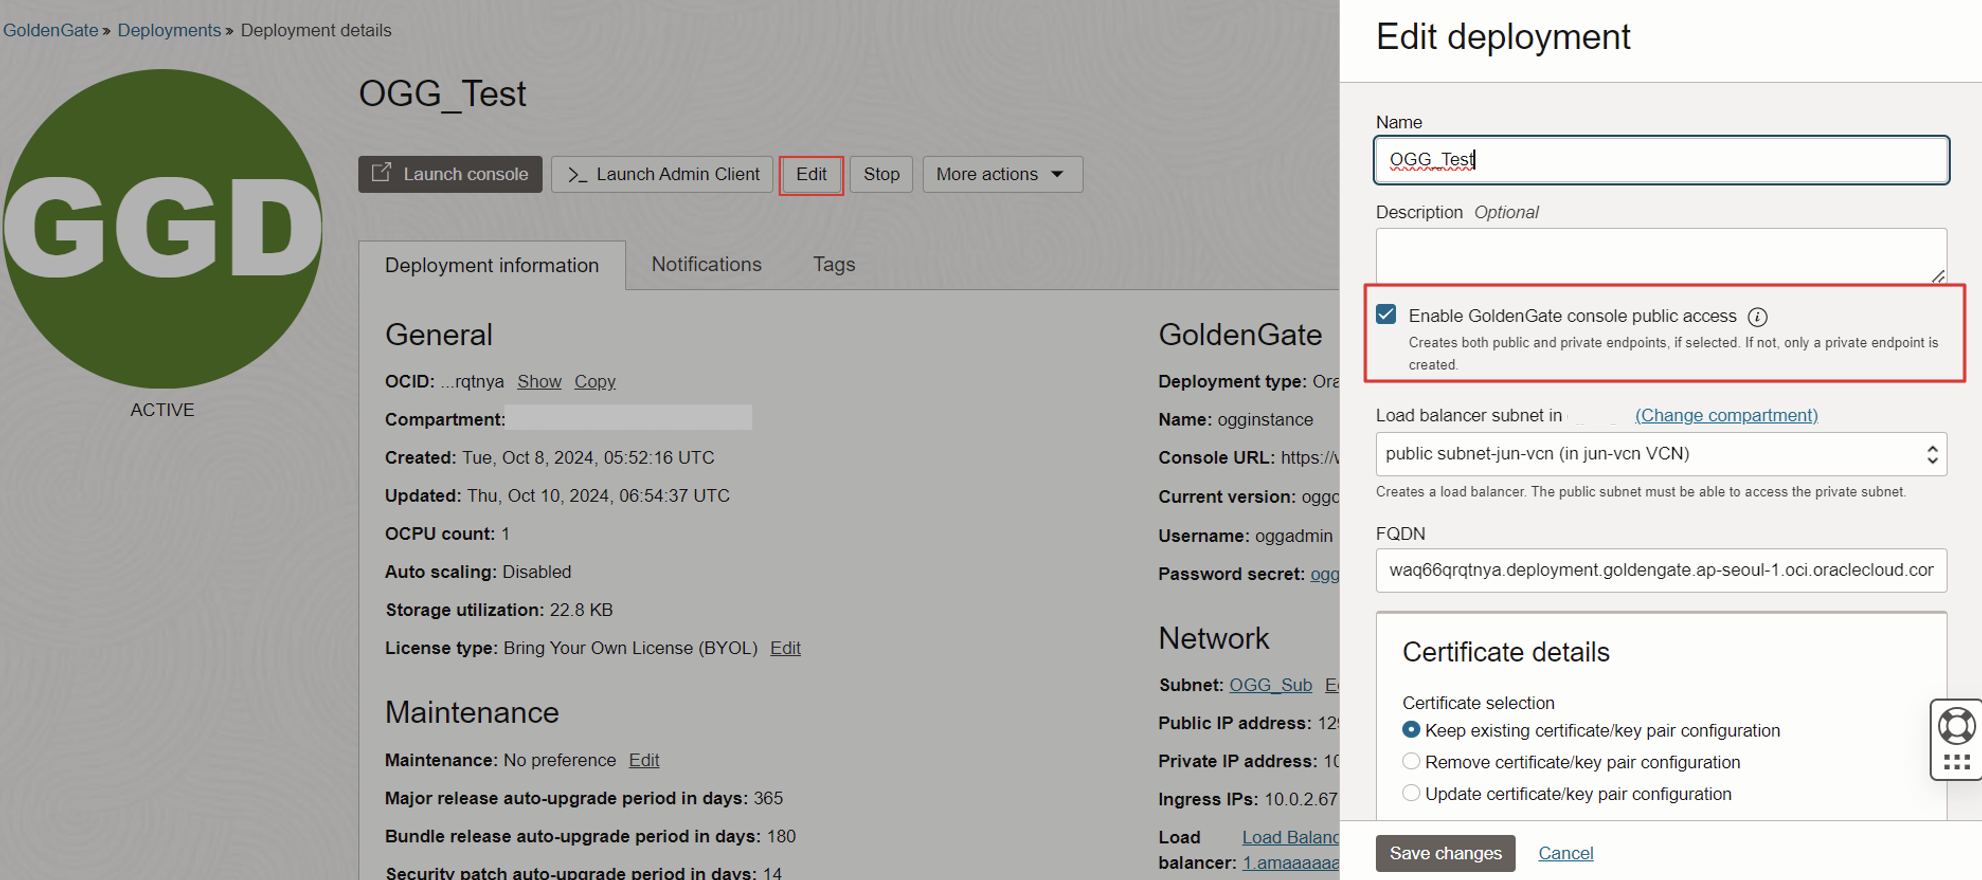 GoldenGate » Deployments » Deployment details
GGD
ACTIVE
OGG_Test
Launch console
>_ Launch Admin Client
Edit
Stop
More actions
Deployment information
Notifications
Tags
General
OCID: ...rqtnya Show Copy
Compartment:
Created: Tue, Oct 8, 2024, 05:52:16 UTC
Updated: Thu, Oct 10, 2024, 06:54:37 UTC
OCPU count: 1
Auto scaling: Disabled
Storage utilization: 22.8 KB
License type: Bring Your Own License (BYOL) Edit
Maintenance
Maintenance: No preference Edit
Major release auto-upgrade period in days: 365
Bundle release auto-upgrade period in days: 180
Security patch auto-upgrade period in days: 14
GoldenGate
Deployment type: Ora
Name: ogginstance
Console URL: https://w
Current version: oggo
Username: oggadmin
Password secret: ogg
Network
Subnet: OGG_Sub
Public IP address: 129
Private IP address: 10
Ingress IPs: 10.0.2.67
Load Load Balanc
balancer: 1.amaaaaaa
Edit deployment
Name
OGG_Test
Description Optional
Enable GoldenGate console public access
Creates both public and private endpoints, if selected. If not, only a private endpoint is
created.
Load balancer subnet in (Change compartment)
public subnet-jun-vcn (in jun-vcn VCN)
Creates a load balancer. The public subnet must be able to access the private subnet.
FQDN
waq66qrqtnya.deployment.goldengate.ap-seoul-1.oci.oraclecloud.cor
Certificate details
Certificate selection
Keep existing certificate/key pair configuration
Remove certificate/key pair configuration
Update certificate/key pair configuration
Save changes
Cancel